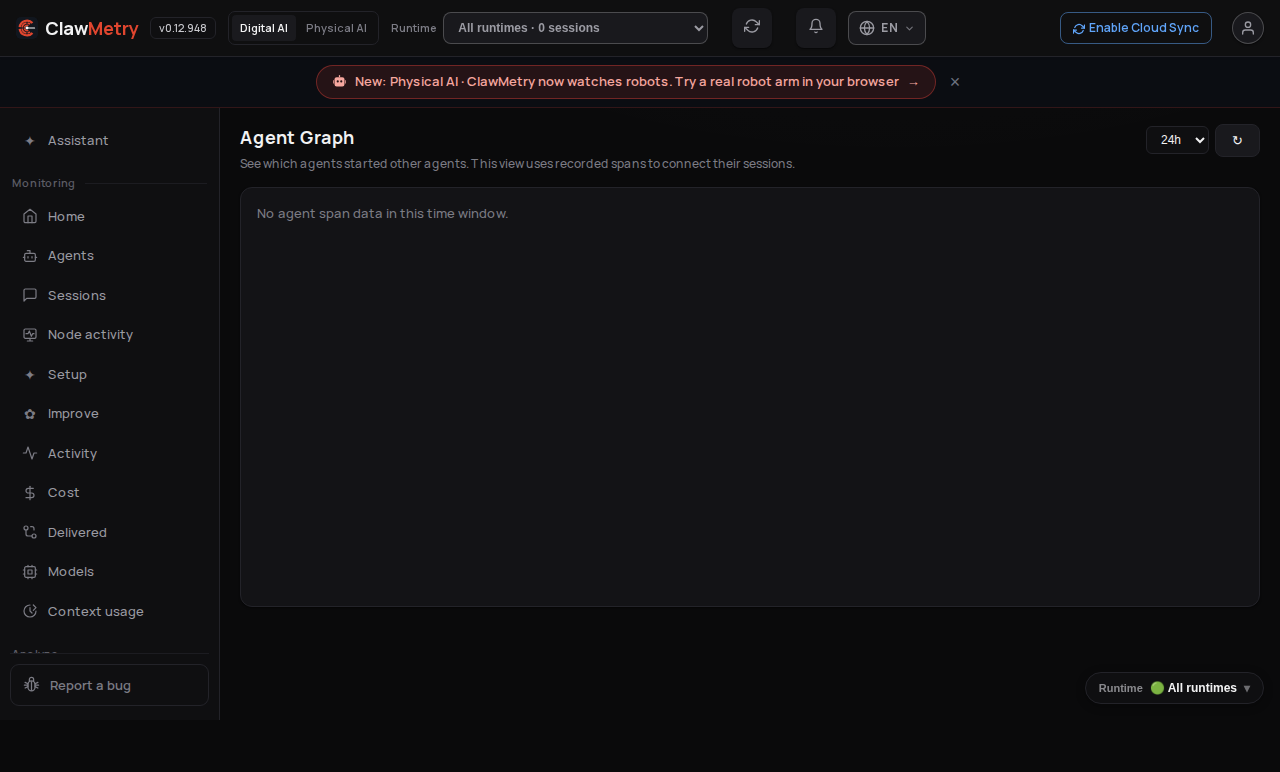 ClawMetry
v0.12.948
Digital AI
Physical AI
Runtime
All runtimes · 0 sessions
EN
Enable Cloud Sync
New: Physical AI · ClawMetry now watches robots. Try a real robot arm in your browser →
×
Assistant
Monitoring
Home
Agents
Sessions
Node activity
Setup
Improve
Activity
Cost
Delivered
Models
Context usage
Analyze
Report a bug
Agent Graph
See which agents started other agents. This view uses recorded spans to connect their sessions.
24h
↻
No agent span data in this time window.
Runtime All runtimes ▾